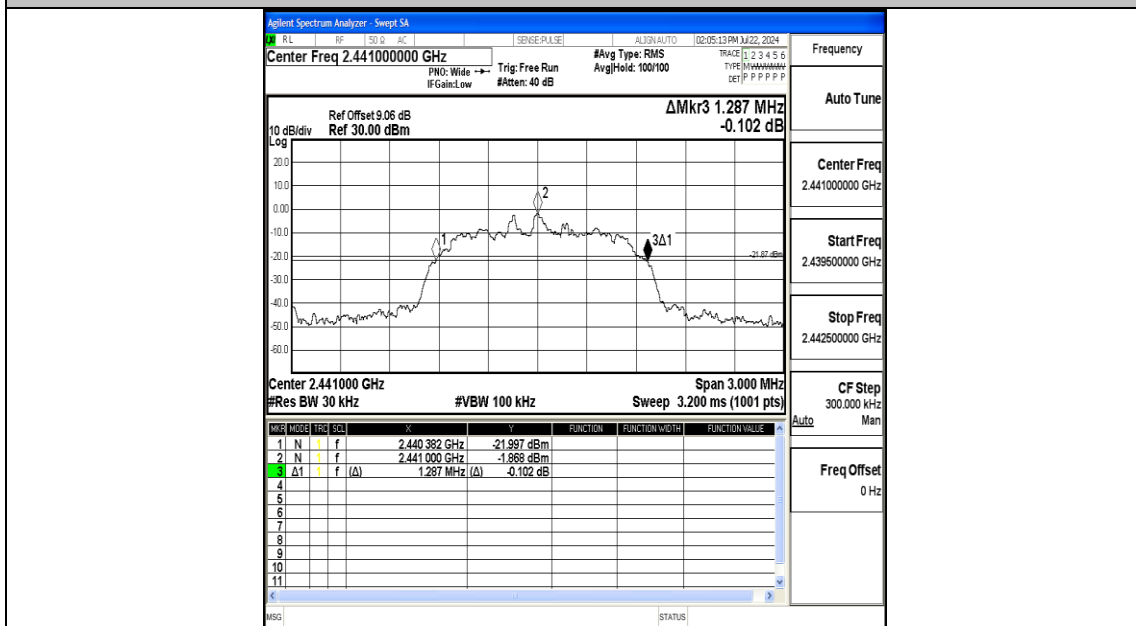 Agilent Spectrum Analyzer - Swept SA
RL RF 50 Ω AC SENSE:PULSE ALIGN AUTO 02:05:13 PM Jul 22, 2024
Center Freq 2.441000000 GHz
PNO: Wide
IFGain:Low
Trig: Free Run
#Atten: 40 dB
#Avg Type: RMS
Avg|Hold: 100/100
TRACE 1 2 3 4 5 6
TYPE M
DET P P P P P P
ΔMkr3 1.287 MHz
-0.102 dB
Ref Offset 9.06 dB
10 dB/div Ref 30.00 dBm
Log
20.0
10.0
0.00
-10.0
-20.0
-30.0
-40.0
-50.0
-60.0
1
2
3Δ1
-21.87 dBm
Center 2.441000 GHz Span 3.000 MHz
#Res BW 30 kHz #VBW 100 kHz Sweep 3.200 ms (1001 pts)
MKR MODE TRC SCL X Y FUNCTION FUNCTION WIDTH FUNCTION VALUE
1 N 1 f 2.440 382 GHz -21.997 dBm
2 N 1 f 2.441 000 GHz -1.868 dBm
3 Δ1 1 f (Δ) 1.287 MHz (Δ) -0.102 dB
4
5
6
7
8
9
10
11
MSG STATUS
Frequency
Auto Tune
Center Freq
2.441000000 GHz
Start Freq
2.439500000 GHz
Stop Freq
2.442500000 GHz
CF Step
300.000 kHz
Auto Man
Freq Offset
0 Hz